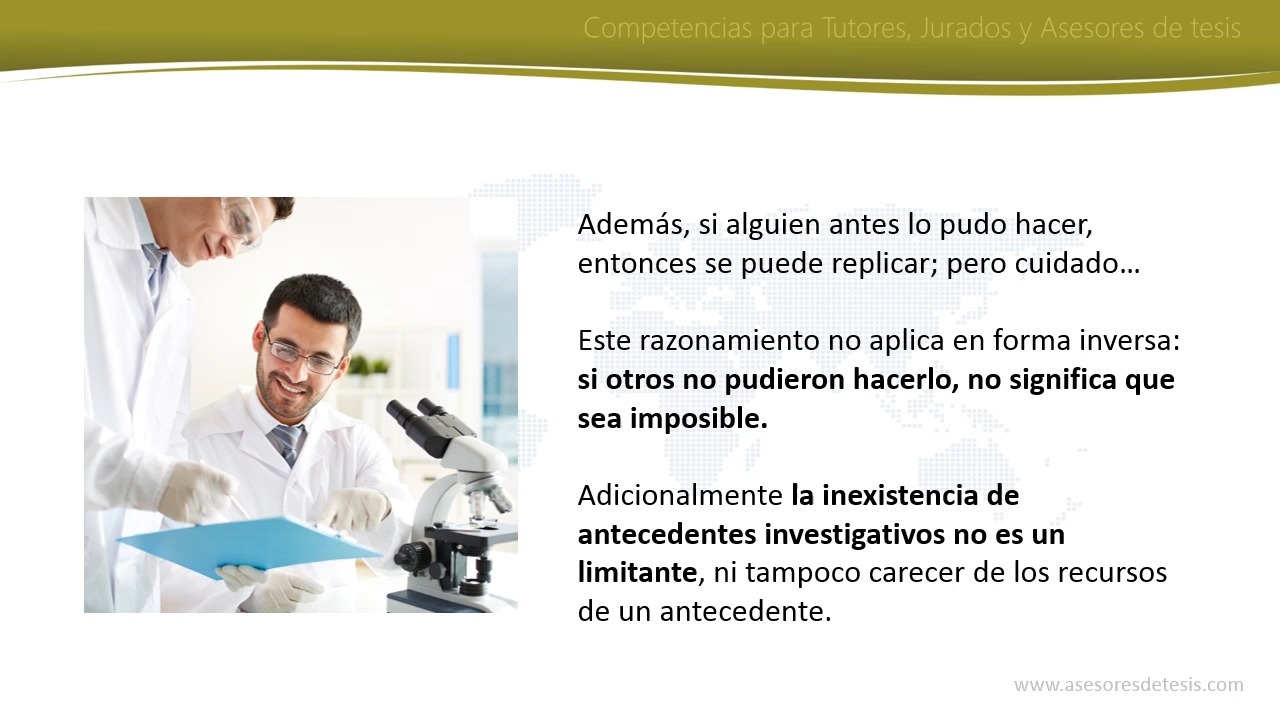 Competencias para Tutores, Jurados y Asesores de tesis
Además, si alguien antes lo pudo hacer,
entonces se puede replicar; pero cuidado…
Este razonamiento no aplica en forma inversa:
si otros no pudieron hacerlo, no significa que
sea imposible.
Adicionalmente la inexistencia de
antecedentes investigativos no es un
limitante, ni tampoco carecer de los recursos
de un antecedente.
www.asesoresdetesis.com